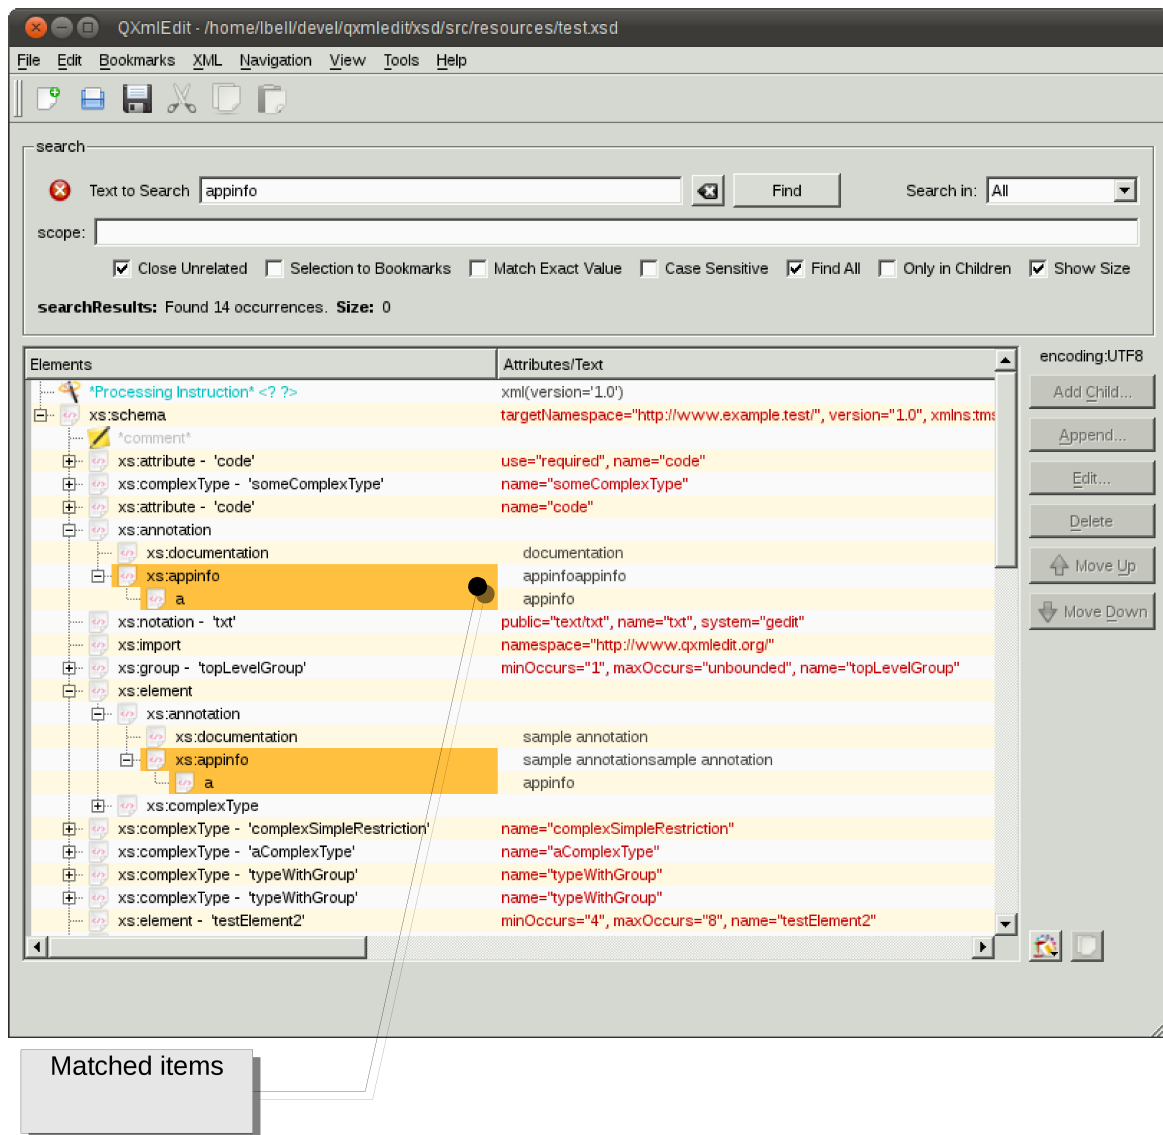 QXmlEdit - /home/lbell/devel/qxmledit/xsd/src/resources/test.xsd
File Edit Bookmarks XML Navigation View Tools Help
search
Text to Search appinfo Find Search in: All
scope:
Close Unrelated Selection to Bookmarks Match Exact Value Case Sensitive Find All Only in Children Show Size
searchResults: Found 14 occurrences. Size: 0
Elements Attributes/Text encoding:UTF8
*Processing Instruction* <? ?> xml(version='1.0') Add Child...
xs:schema targetNamespace="http://www.example.test/", version="1.0", xmlns:tms
*comment* Append...
xs:attribute - 'code' use="required", name="code"
xs:complexType - 'someComplexType' name="someComplexType" Edit...
xs:attribute - 'code' name="code"
xs:annotation Delete
xs:documentation documentation
xs:appinfo appinfoappinfo Move Up
a appinfo
xs:notation - 'txt' public="text/txt", name="txt", system="gedit" Move Down
xs:import namespace="http://www.qxmledit.org/"
xs:group - 'topLevelGroup' minOccurs="1", maxOccurs="unbounded", name="topLevelGroup"
xs:element
xs:annotation
xs:documentation sample annotation
xs:appinfo sample annotationsample annotation
a appinfo
xs:complexType
xs:complexType - 'complexSimpleRestriction' name="complexSimpleRestriction"
xs:complexType - 'aComplexType' name="aComplexType"
xs:complexType - 'typeWithGroup' name="typeWithGroup"
xs:complexType - 'typeWithGroup' name="typeWithGroup"
xs:element - 'testElement2' minOccurs="4", maxOccurs="8", name="testElement2"
Matched items